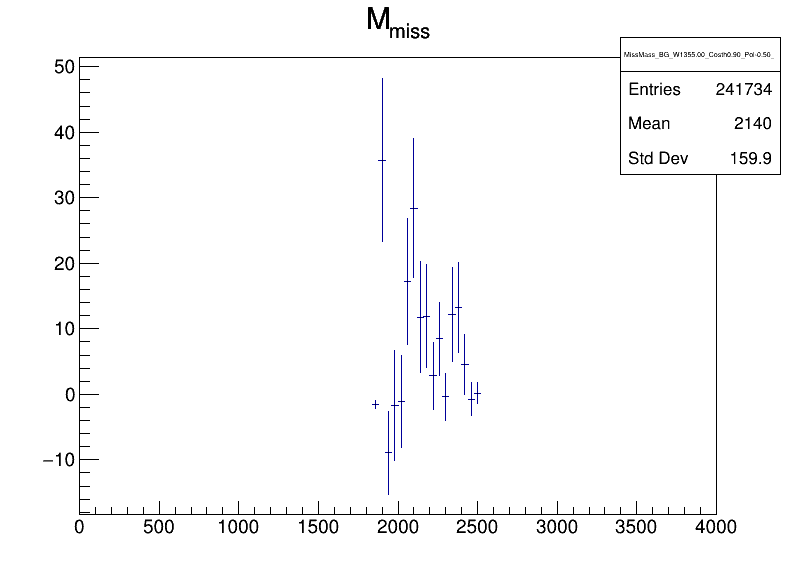 M_miss
MissMass_BG_W1355.00_Costh0.90_Pol-0.50_
Entries 241734
Mean 2140
Std Dev 159.9
50
40
30
20
10
0
−10
0 500 1000 1500 2000 2500 3000 3500 4000